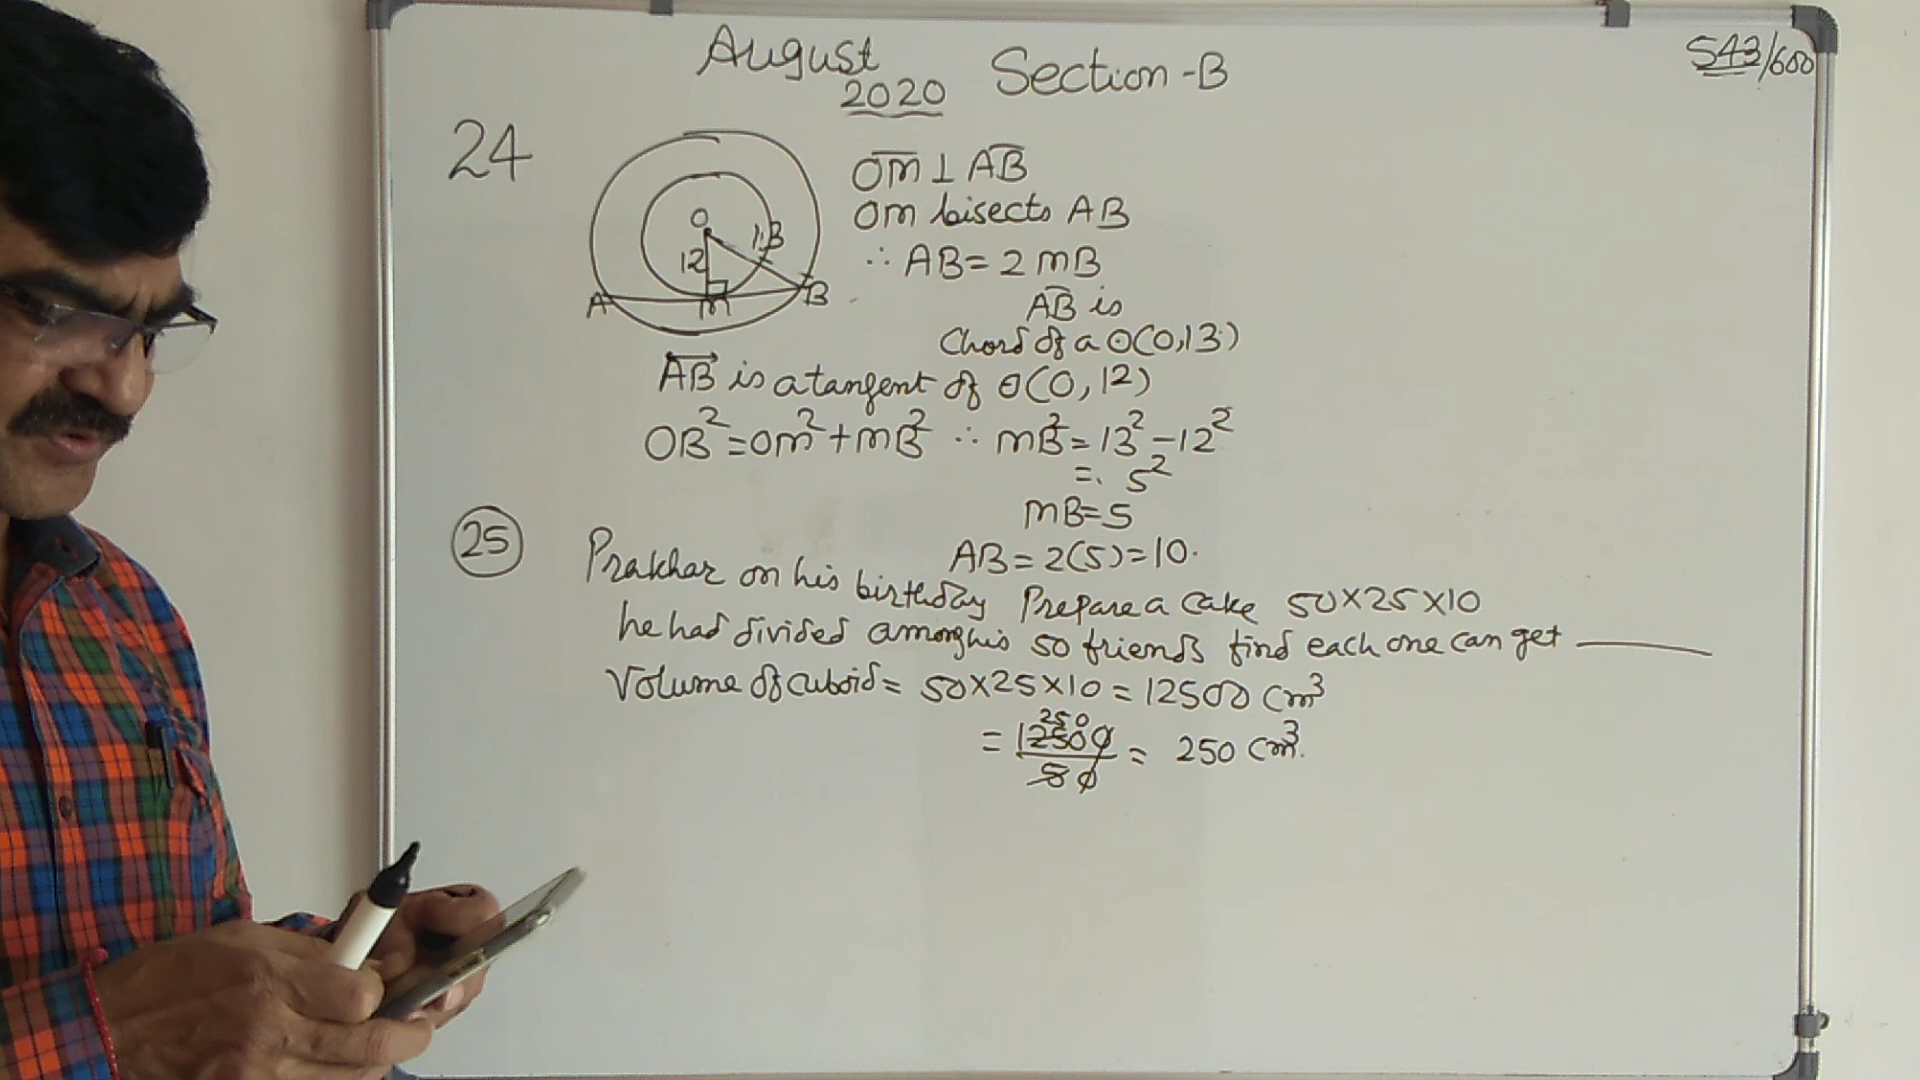 August
2020
Section-B
543/600
24
O
12
13
A
M
B
OM ⊥ AB
OM bisects AB
∴ AB = 2 MB
AB is
Chord of a ⊙(O,13)
AB is a tangent of ⊙(O, 12)
OB² = OM² + MB² ∴ MB² = 13² - 12²
= 5²
MB = 5
AB = 2(5) = 10.
25
Prakhar on his birthday Prepare a Cake 50×25×10
he had divided among his 50 friends find each one can get
Volume of cuboid = 50×25×10 = 12500 cm³
250
= 12500/50 = 250 cm³.